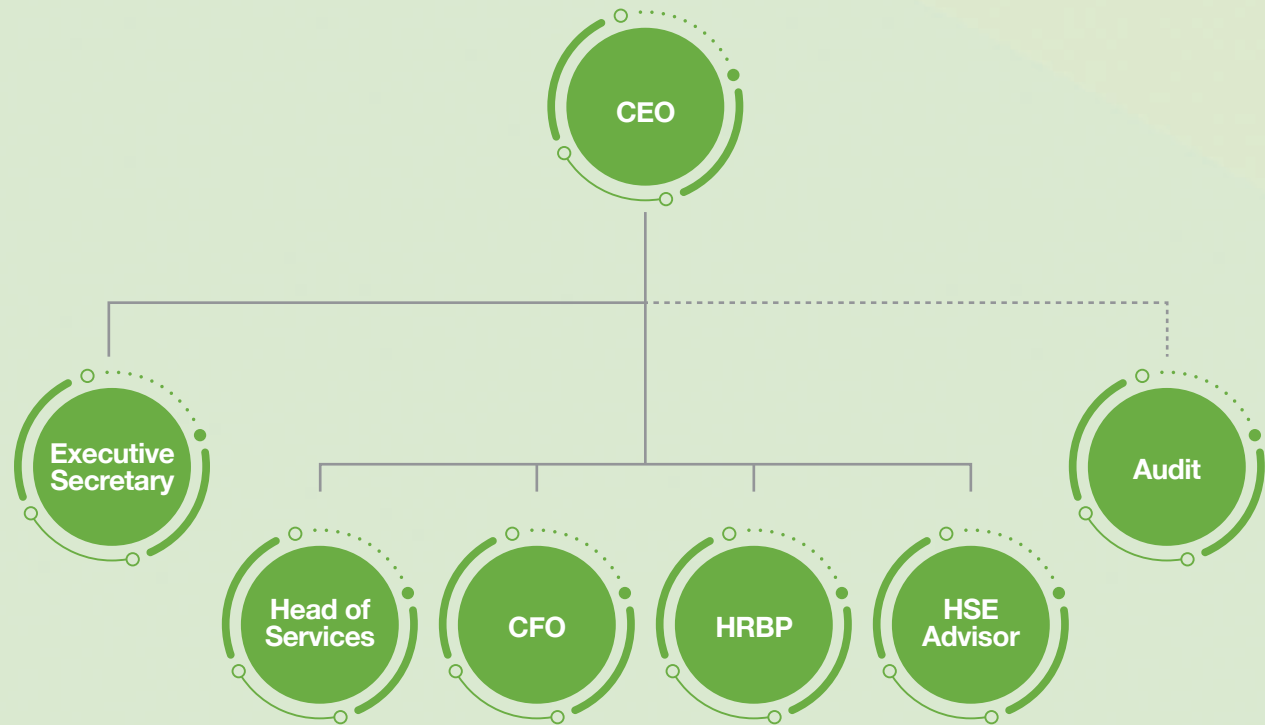 CEO
Executive
Secretary
Audit
Head of
Services
CFO
HRBP
HSE
Advisor